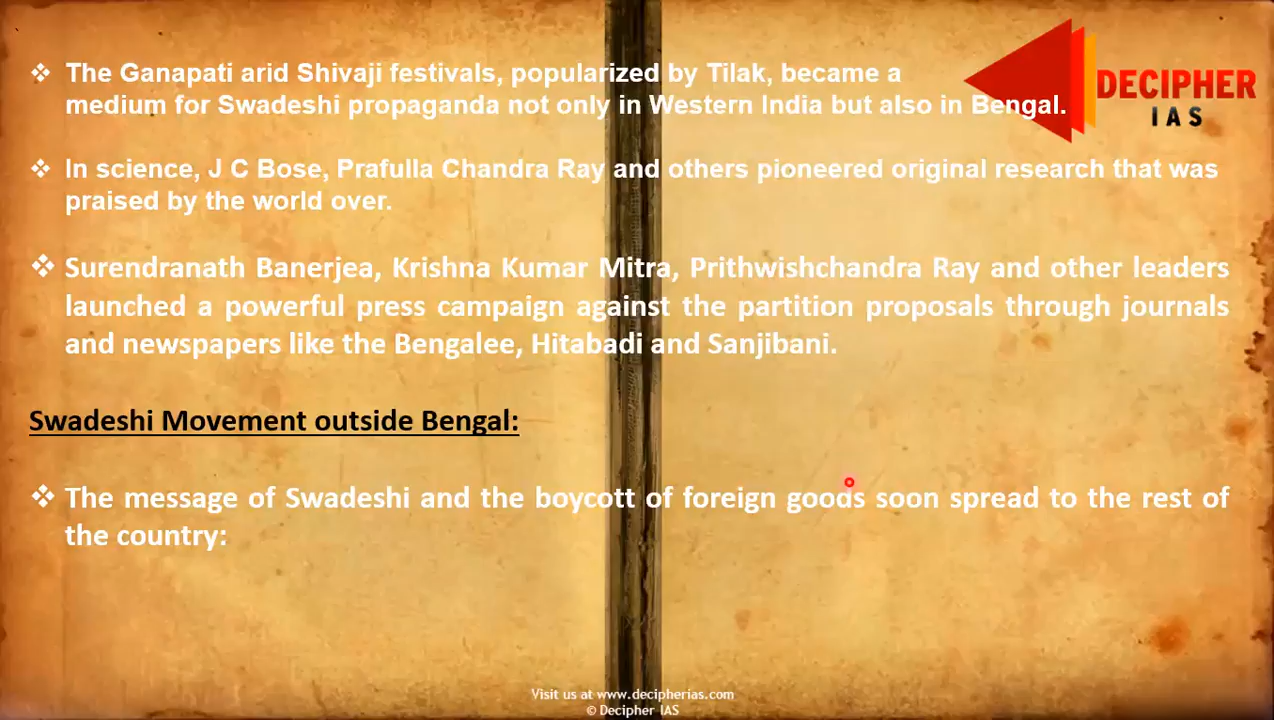 ❖ The Ganapati arid Shivaji festivals, popularized by Tilak, became a
medium for Swadeshi propaganda not only in Western India but also in Bengal.
DECIPHER
IAS
❖ In science, J C Bose, Prafulla Chandra Ray and others pioneered original research that was
praised by the world over.
❖ Surendranath Banerjea, Krishna Kumar Mitra, Prithwishchandra Ray and other leaders
launched a powerful press campaign against the partition proposals through journals
and newspapers like the Bengalee, Hitabadi and Sanjibani.
Swadeshi Movement outside Bengal:
❖ The message of Swadeshi and the boycott of foreign goods soon spread to the rest of
the country:
Visit us at www.decipherias.com
© Decipher IAS